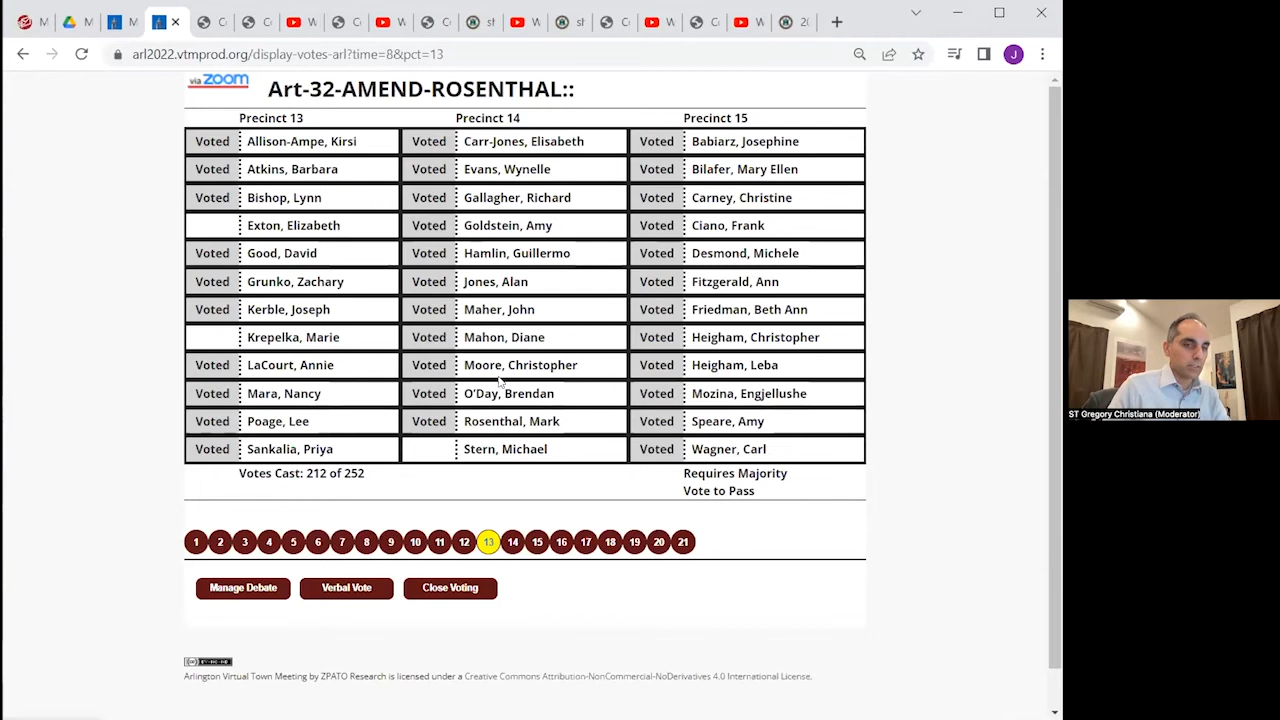 M M M C C W C W C st W st C W C W 20
arl2022.vtmprod.org/display-votes-arl?time=8&pct=13 J
via zoom Art-32-AMEND-ROSENTHAL::
Precinct 13 Precinct 14 Precinct 15
Voted Allison-Ampe, Kirsi Voted Carr-Jones, Elisabeth Voted Babiarz, Josephine
Voted Atkins, Barbara Voted Evans, Wynelle Voted Bilafer, Mary Ellen
Voted Bishop, Lynn Voted Gallagher, Richard Voted Carney, Christine
Exton, Elizabeth Voted Goldstein, Amy Voted Ciano, Frank
Voted Good, David Voted Hamlin, Guillermo Voted Desmond, Michele
Voted Grunko, Zachary Voted Jones, Alan Voted Fitzgerald, Ann
Voted Kerble, Joseph Voted Maher, John Voted Friedman, Beth Ann
Krepelka, Marie Voted Mahon, Diane Voted Heigham, Christopher
Voted LaCourt, Annie Voted Moore, Christopher Voted Heigham, Leba
Voted Mara, Nancy Voted O'Day, Brendan Voted Mozina, Engjellushe
Voted Poage, Lee Voted Rosenthal, Mark Voted Speare, Amy
Voted Sankalia, Priya Stern, Michael Voted Wagner, Carl
Votes Cast: 212 of 252 Requires Majority
Vote to Pass
1 2 3 4 5 6 7 8 9 10 11 12 13 14 15 16 17 18 19 20 21
Manage Debate Verbal Vote Close Voting
Arlington Virtual Town Meeting by ZPATO Research is licensed under a Creative Commons Attribution-NonCommercial-NoDerivatives 4.0 International License.
ST Gregory Christiana (Moderator)